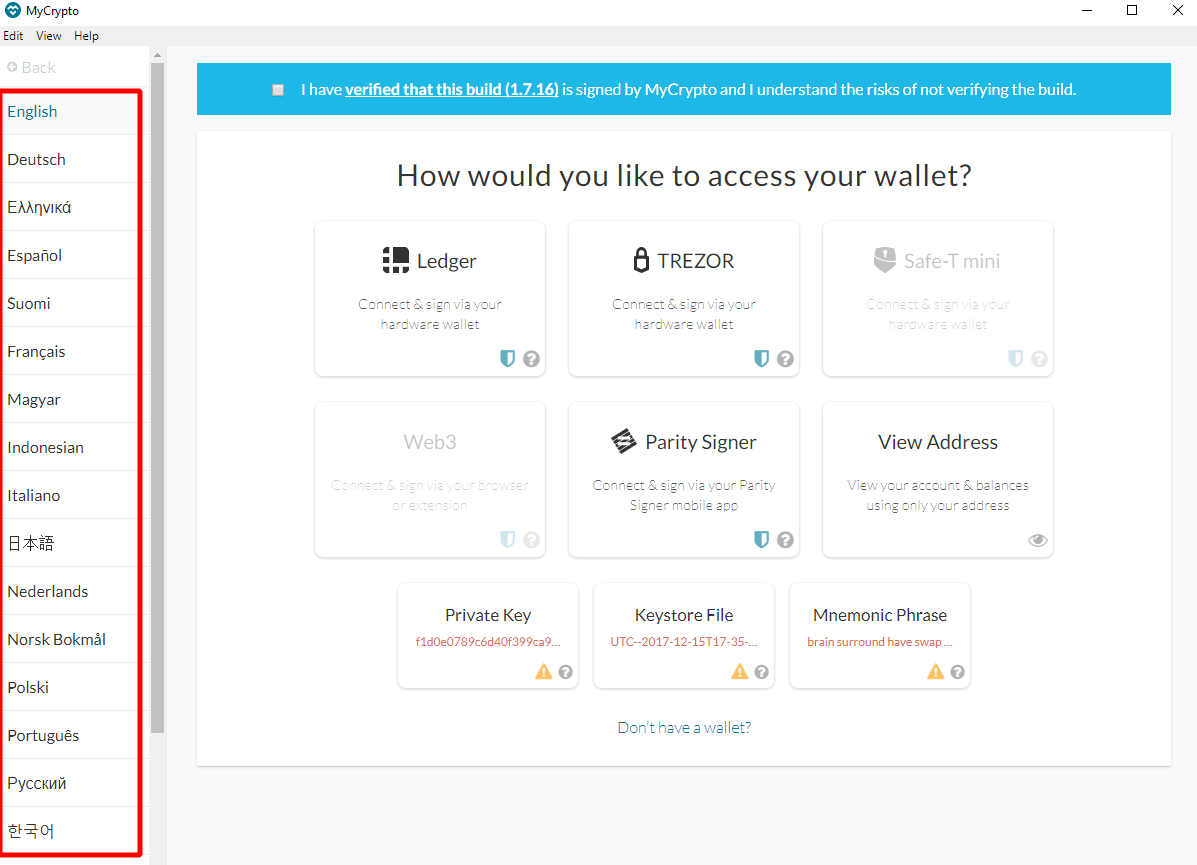 MyCrypto
Edit View Help
Back
English
Deutsch
Ελληνικά
Español
Suomi
Français
Magyar
Indonesian
Italiano
日本語
Nederlands
Norsk Bokmål
Polski
Português
Русский
한국어
I have verified that this build (1.7.16) is signed by MyCrypto and I understand the risks of not verifying the build.
How would you like to access your wallet?
Ledger
Connect & sign via your
hardware wallet
TREZOR
Connect & sign via your
hardware wallet
Safe-T mini
Connect & sign via your
hardware wallet
Web3
Connect & sign via your browser
or extension
Parity Signer
Connect & sign via your Parity
Signer mobile app
View Address
View your account & balances
using only your address
Private Key
f1d0e0789c6d40f399ca9...
Keystore File
UTC--2017-12-15T17-35-...
Mnemonic Phrase
brain surround have swap ...
Don't have a wallet?